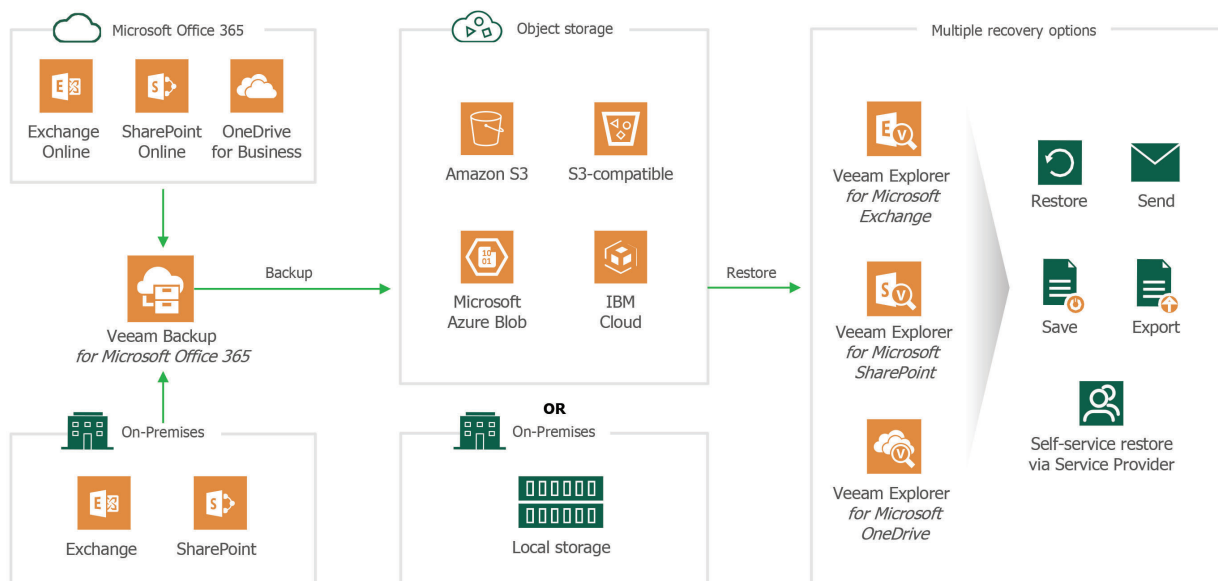 Microsoft Office 365
Exchange
Online
SharePoint
Online
OneDrive
for Business
Veeam Backup
for Microsoft Office 365
On-Premises
Exchange
SharePoint
Backup
Object storage
Amazon S3
S3-compatible
10
01
Microsoft
Azure Blob
IBM
Cloud
OR
On-Premises
Local storage
Restore
Multiple recovery options
Veeam Explorer
for Microsoft
Exchange
Veeam Explorer
for Microsoft
SharePoint
Veeam Explorer
for Microsoft
OneDrive
Restore
Send
Save
Export
Self-service restore
via Service Provider